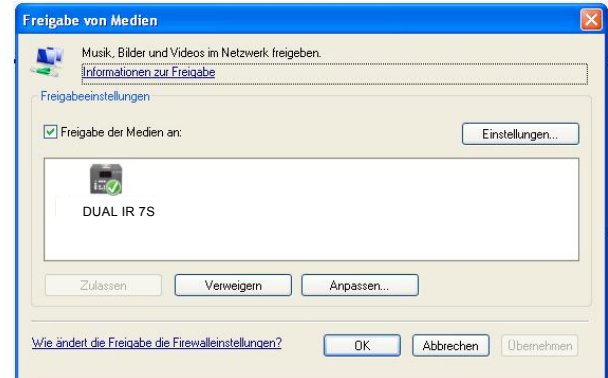 Freigabe von Medien
Musik, Bilder und Videos im Netzwerk freigeben.
Informationen zur Freigabe
Freigabeeinstellungen
Freigabe der Medien an:
Einstellungen...
DUAL IR 7S
Zulassen
Verweigern
Anpassen...
Wie ändert die Freigabe die Firewalleinstellungen?
OK
Abbrechen
Übernehmen